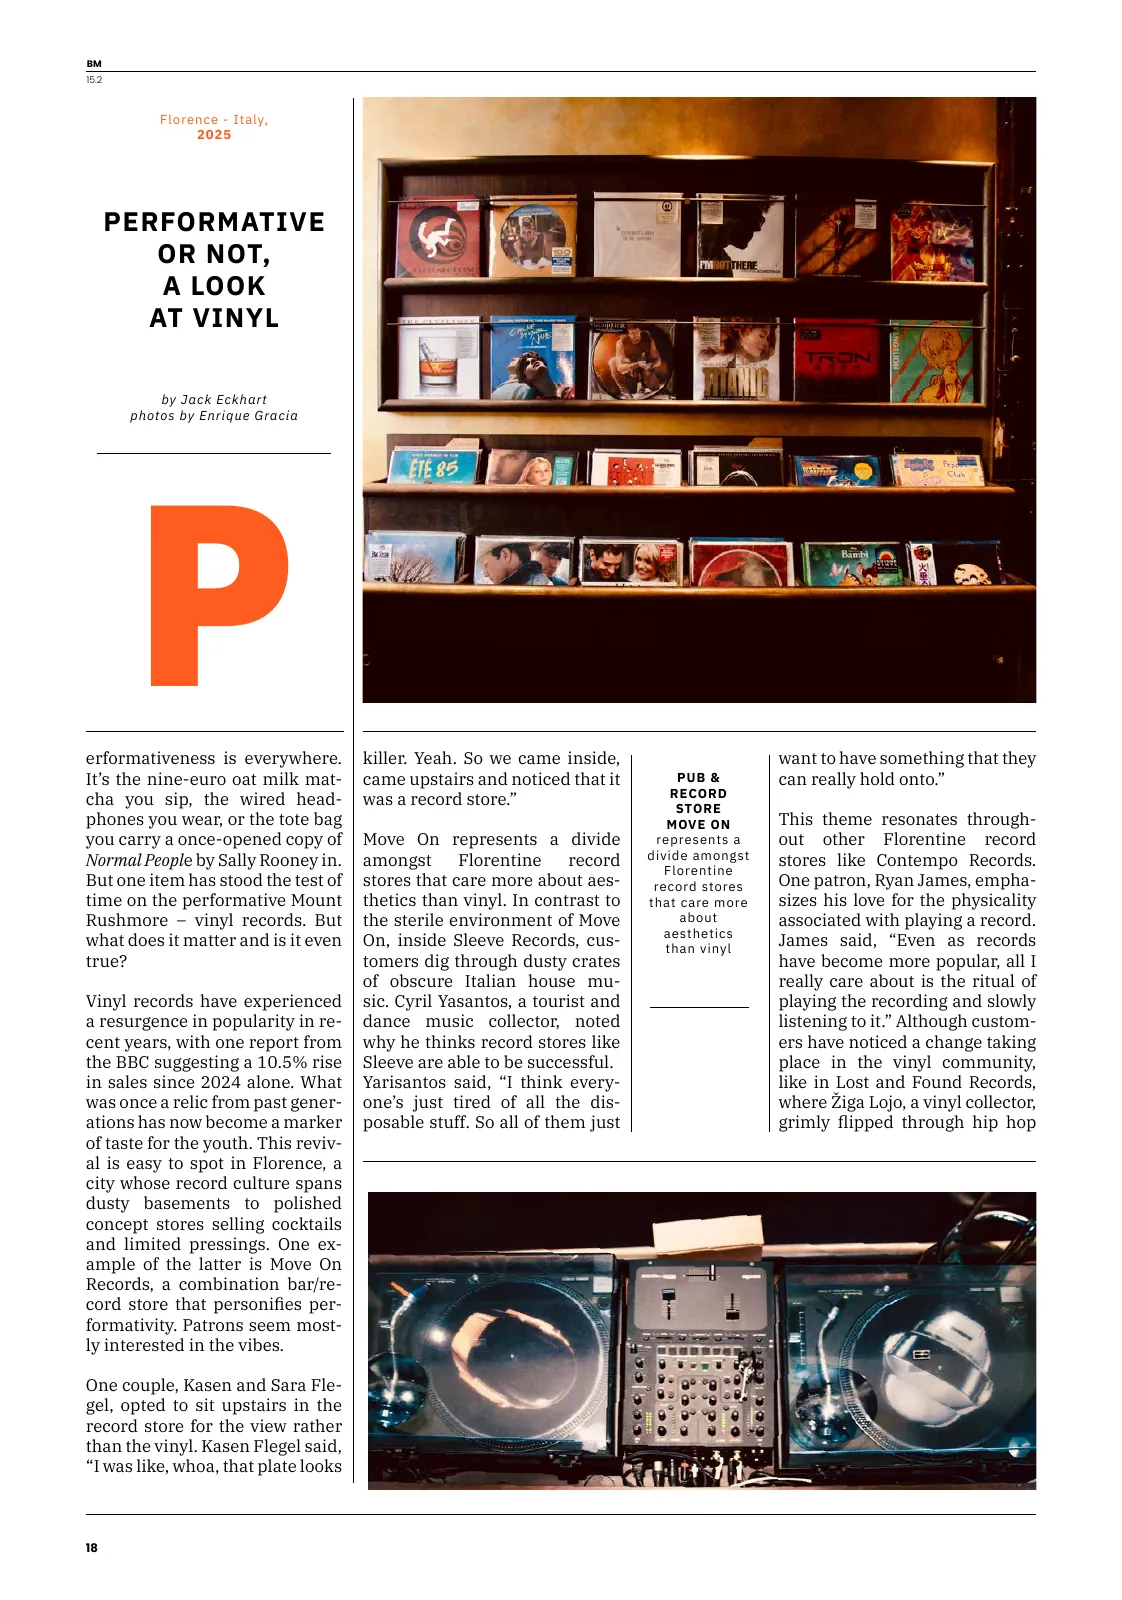 BM
15.2
Florence - Italy,
2025
PERFORMATIVE
OR NOT,
A LOOK
AT VINYL
by Jack Eckhart
photos by Enrique Gracia
P
erformativeness is everywhere.
It’s the nine-euro oat milk mat-
cha you sip, the wired head-
phones you wear, or the tote bag
you carry a once-opened copy of
Normal People by Sally Rooney in.
But one item has stood the test of
time on the performative Mount
Rushmore – vinyl records. But
what does it matter and is it even
true?
Vinyl records have experienced
a resurgence in popularity in re-
cent years, with one report from
the BBC suggesting a 10.5% rise
in sales since 2024 alone. What
was once a relic from past gener-
ations has now become a marker
of taste for the youth. This reviv-
al is easy to spot in Florence, a
city whose record culture spans
dusty basements to polished
concept stores selling cocktails
and limited pressings. One ex-
ample of the latter is Move On
Records, a combination bar/re-
cord store that personifies per-
formativity. Patrons seem most-
ly interested in the vibes.
One couple, Kasen and Sara Fle-
gel, opted to sit upstairs in the
record store for the view rather
than the vinyl. Kasen Flegel said,
“I was like, whoa, that plate looks
I'M NOT THERE
TITANIC
TRON
ÉTÉ 85
Peppa
Club
Bambi
killer. Yeah. So we came inside,
came upstairs and noticed that it
was a record store.”
Move On represents a divide
amongst Florentine record
stores that care more about aes-
thetics than vinyl. In contrast to
the sterile environment of Move
On, inside Sleeve Records, cus-
tomers dig through dusty crates
of obscure Italian house mu-
sic. Cyril Yasantos, a tourist and
dance music collector, noted
why he thinks record stores like
Sleeve are able to be successful.
Yarisantos said, “I think every-
one’s just tired of all the dis-
posable stuff. So all of them just
PUB &
RECORD
STORE
MOVE ON
represents a
divide amongst
Florentine
record stores
that care more
about
aesthetics
than vinyl
want to have something that they
can really hold onto.”
This theme resonates through-
out other Florentine record
stores like Contempo Records.
One patron, Ryan James, empha-
sizes his love for the physicality
associated with playing a record.
James said, “Even as records
have become more popular, all I
really care about is the ritual of
playing the recording and slowly
listening to it.” Although custom-
ers have noticed a change taking
place in the vinyl community,
like in Lost and Found Records,
where Žiga Lojo, a vinyl collector,
grimly flipped through hip hop
18